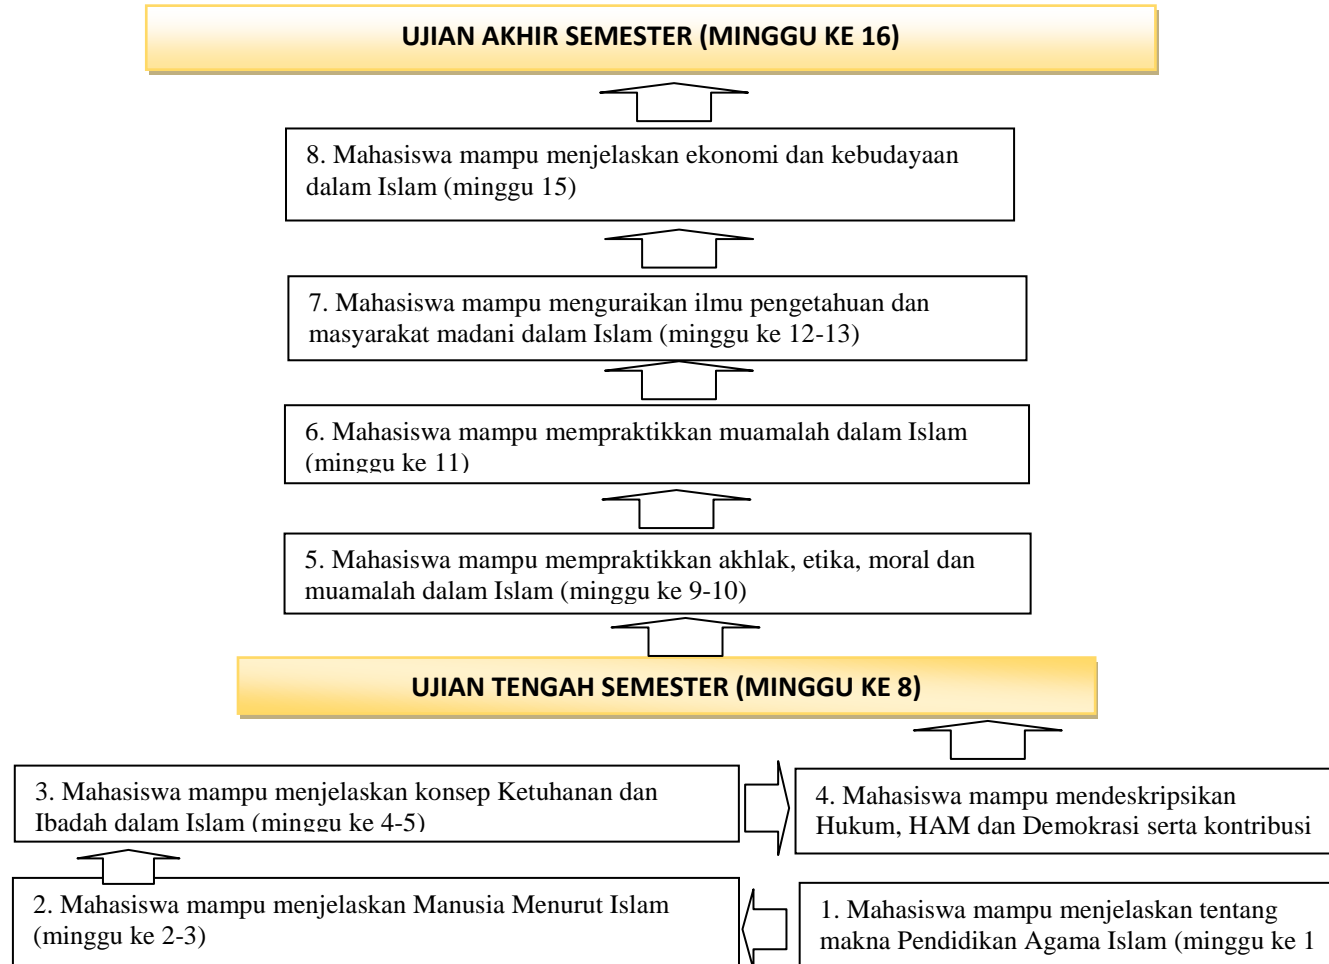 UJIAN AKHIR SEMESTER (MINGGU KE 16)
8. Mahasiswa mampu menjelaskan ekonomi dan kebudayaan
dalam Islam (minggu 15)
7. Mahasiswa mampu menguraikan ilmu pengetahuan dan
masyarakat madani dalam Islam (minggu ke 12-13)
6. Mahasiswa mampu mempraktikkan muamalah dalam Islam
(minggu ke 11)
5. Mahasiswa mampu mempraktikkan akhlak, etika, moral dan
muamalah dalam Islam (minggu ke 9-10)
UJIAN TENGAH SEMESTER (MINGGU KE 8)
3. Mahasiswa mampu menjelaskan konsep Ketuhanan dan
Ibadah dalam Islam (minggu ke 4-5)
4. Mahasiswa mampu mendeskripsikan
Hukum, HAM dan Demokrasi serta kontribusi
2. Mahasiswa mampu menjelaskan Manusia Menurut Islam
(minggu ke 2-3)
1. Mahasiswa mampu menjelaskan tentang
makna Pendidikan Agama Islam (minggu ke 1